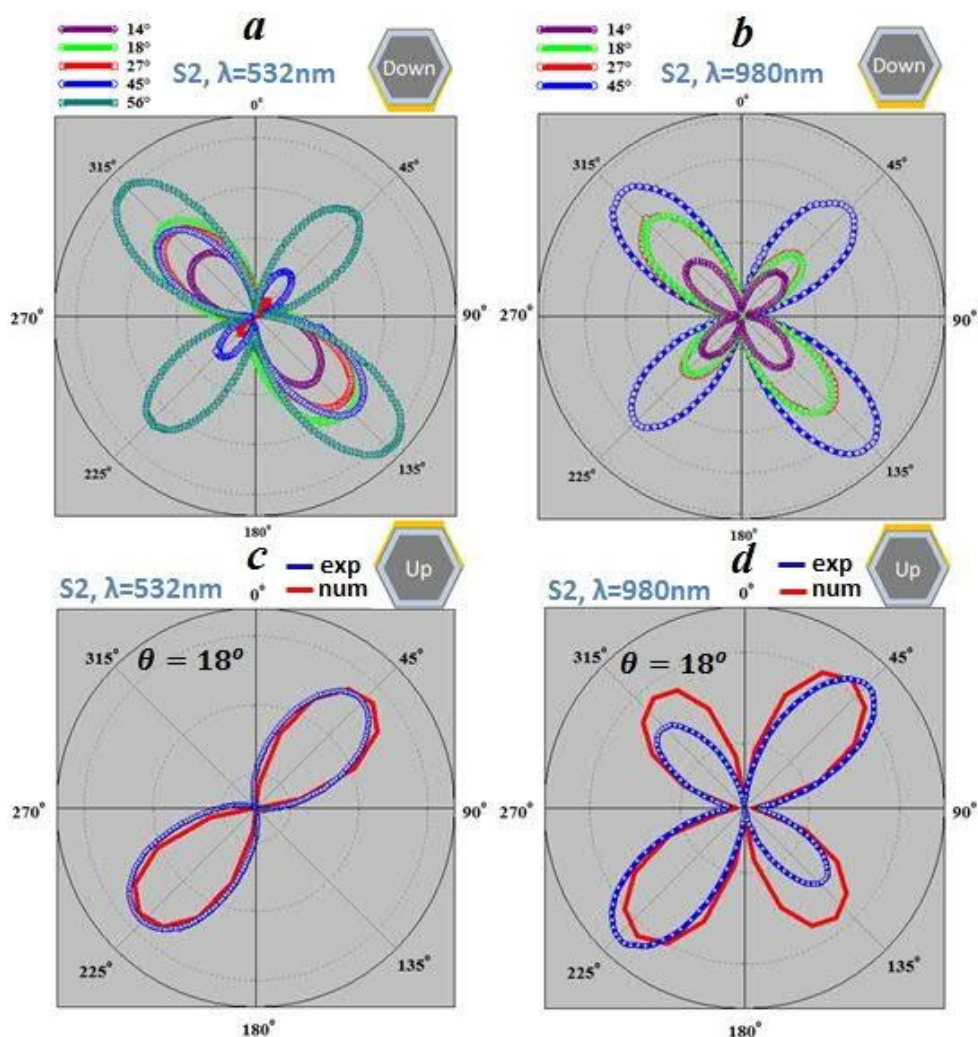 a
14°
18°
27°
45°
56°
S2, λ=532nm
Down
0°
45°
90°
135°
180°
225°
270°
315°
b
14°
18°
27°
45°
S2, λ=980nm
Down
0°
45°
90°
135°
180°
225°
270°
315°
c
exp
num
S2, λ=532nm
Up
θ = 18°
0°
45°
90°
135°
180°
225°
270°
315°
d
exp
num
S2, λ=980nm
Up
θ = 18°
0°
45°
90°
135°
180°
225°
270°
315°